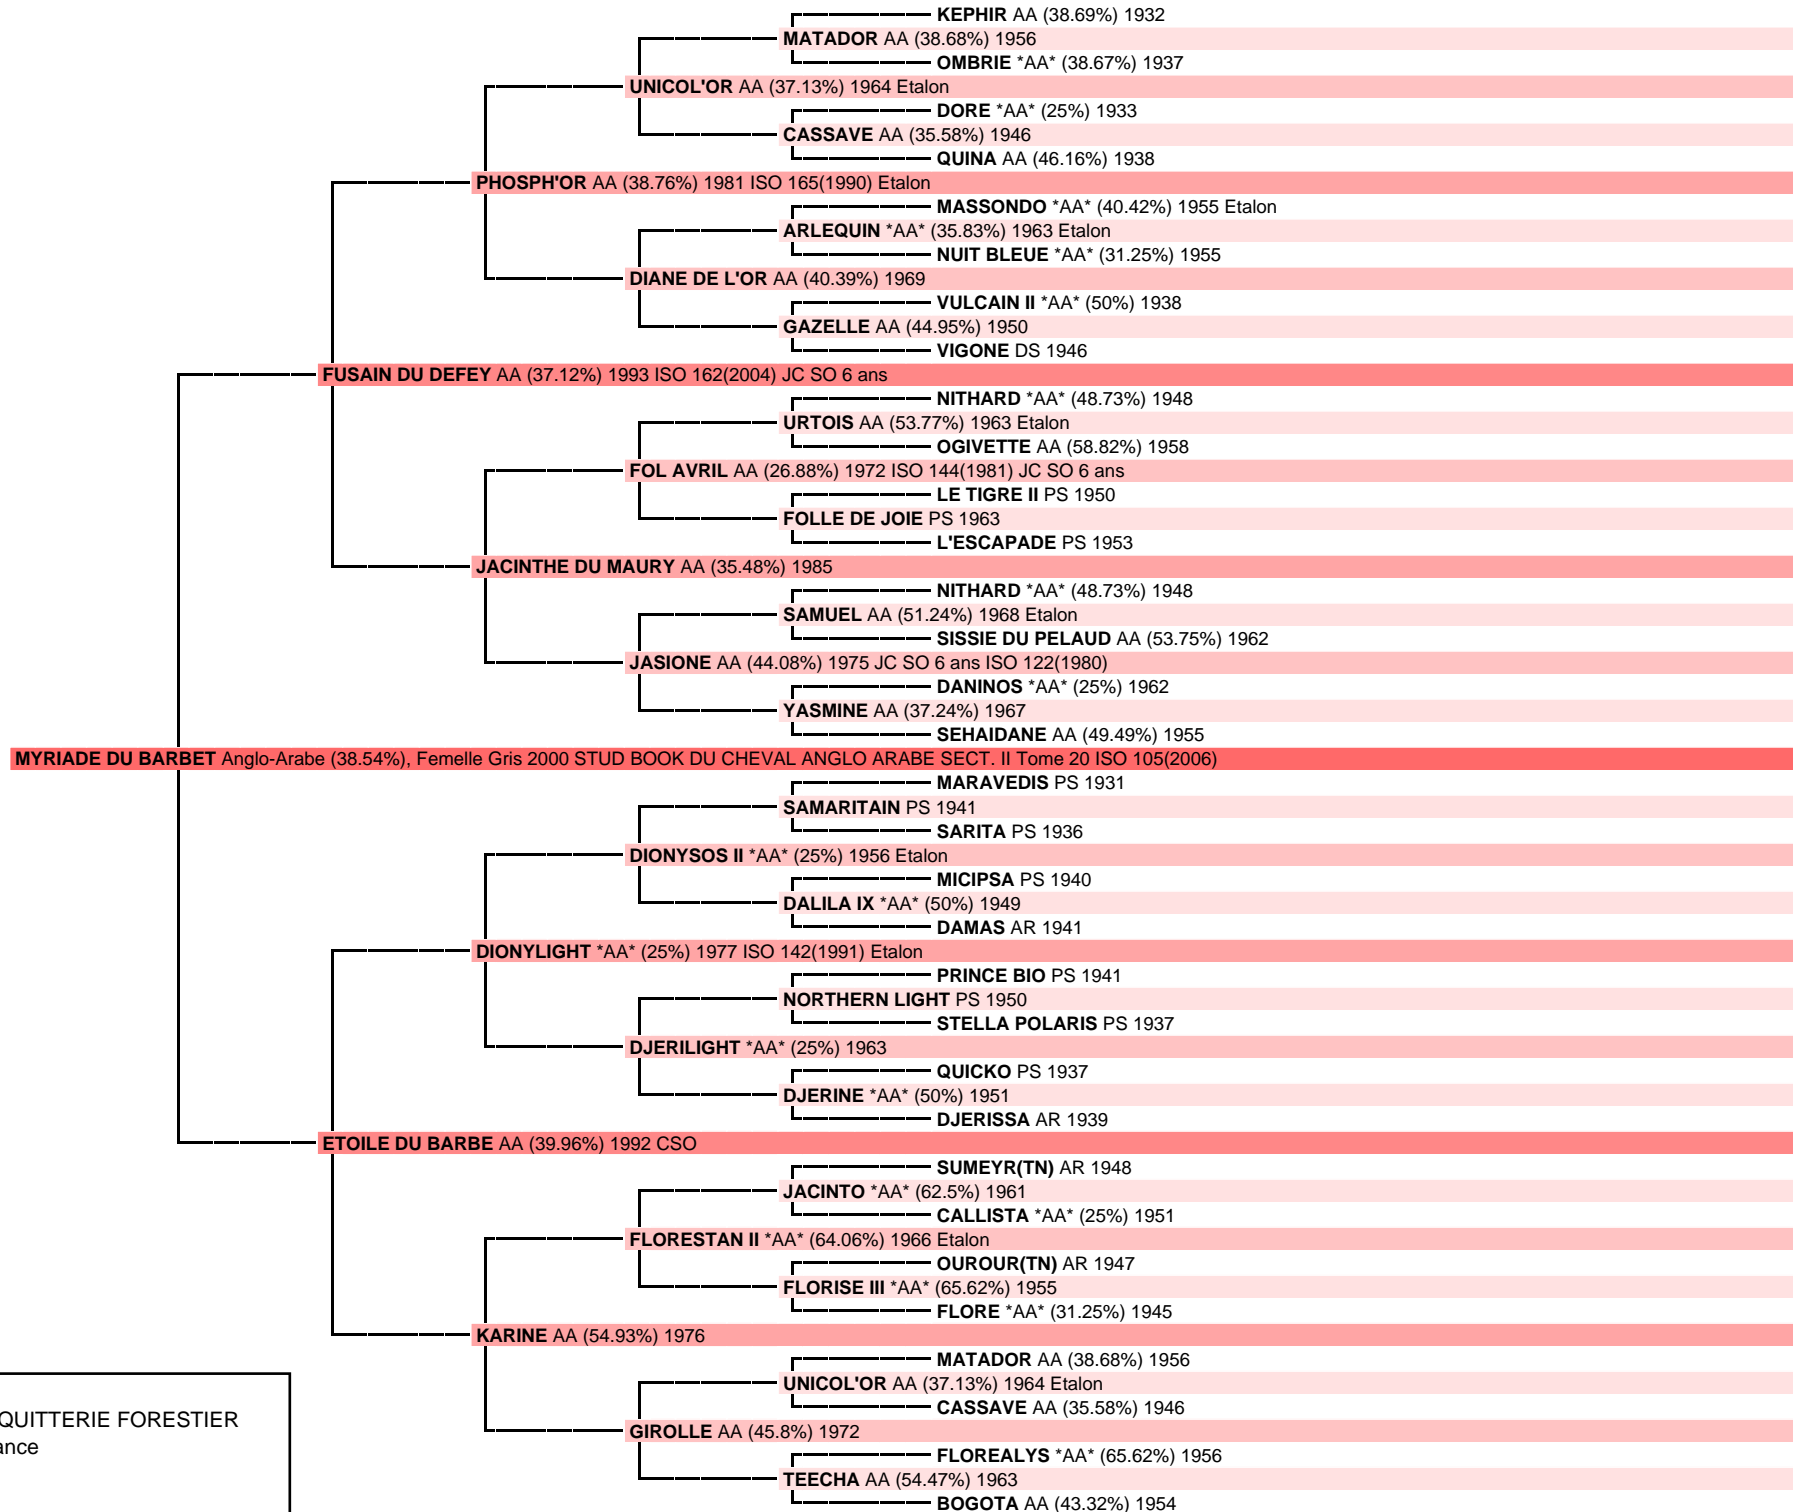 KEPHIR AA (38.69%) 1932
MATADOR AA (38.68%) 1956
OMBRIE *AA* (38.67%) 1937
UNICOL'OR AA (37.13%) 1964 Etalon
DORE *AA* (25%) 1933
CASSAVE AA (35.58%) 1946
QUINA AA (46.16%) 1938
PHOSPH'OR AA (38.76%) 1981 ISO 165(1990) Etalon
MASSONDO *AA* (40.42%) 1955 Etalon
ARLEQUIN *AA* (35.83%) 1963 Etalon
NUIT BLEUE *AA* (31.25%) 1955
DIANE DE L'OR AA (40.39%) 1969
VULCAIN II *AA* (50%) 1938
GAZELLE AA (44.95%) 1950
VIGONE DS 1946
FUSAIN DU DEFEY AA (37.12%) 1993 ISO 162(2004) JC SO 6 ans
NITHARD *AA* (48.73%) 1948
URTOIS AA (53.77%) 1963 Etalon
OGIVETTE AA (58.82%) 1958
FOL AVRIL AA (26.88%) 1972 ISO 144(1981) JC SO 6 ans
LE TIGRE II PS 1950
FOLLE DE JOIE PS 1963
L'ESCAPADE PS 1953
JACINTHE DU MAURY AA (35.48%) 1985
NITHARD *AA* (48.73%) 1948
SAMUEL AA (51.24%) 1968 Etalon
SISSIE DU PELAUD AA (53.75%) 1962
JASIONE AA (44.08%) 1975 JC SO 6 ans ISO 122(1980)
DANINOS *AA* (25%) 1962
YASMINE AA (37.24%) 1967
SEHAIDANE AA (49.49%) 1955
MYRIADE DU BARBET Anglo-Arabe (38.54%), Femelle Gris 2000 STUD BOOK DU CHEVAL ANGLO ARABE SECT. II Tome 20 ISO 105(2006)
MARAVEDIS PS 1931
SAMARITAIN PS 1941
SARITA PS 1936
DIONYSOS II *AA* (25%) 1956 Etalon
MICIPSA PS 1940
DALILA IX *AA* (50%) 1949
DAMAS AR 1941
DIONYLIGHT *AA* (25%) 1977 ISO 142(1991) Etalon
PRINCE BIO PS 1941
NORTHERN LIGHT PS 1950
STELLA POLARIS PS 1937
DJERILIGHT *AA* (25%) 1963
QUICKO PS 1937
DJERINE *AA* (50%) 1951
DJERISSA AR 1939
ETOILE DU BARBE AA (39.96%) 1992 CSO
SUMEYR(TN) AR 1948
JACINTO *AA* (62.5%) 1961
CALLISTA *AA* (25%) 1951
FLORESTAN II *AA* (64.06%) 1966 Etalon
OUROUR(TN) AR 1947
FLORISE III *AA* (65.62%) 1955
FLORE *AA* (31.25%) 1945
KARINE AA (54.93%) 1976
MATADOR AA (38.68%) 1956
UNICOL'OR AA (37.13%) 1964 Etalon
CASSAVE AA (35.58%) 1946
GIROLLE AA (45.8%) 1972
FLOREALYS *AA* (65.62%) 1956
TEECHA AA (54.47%) 1963
BOGOTA AA (43.32%) 1954
QUITTERIE FORESTIER
ance